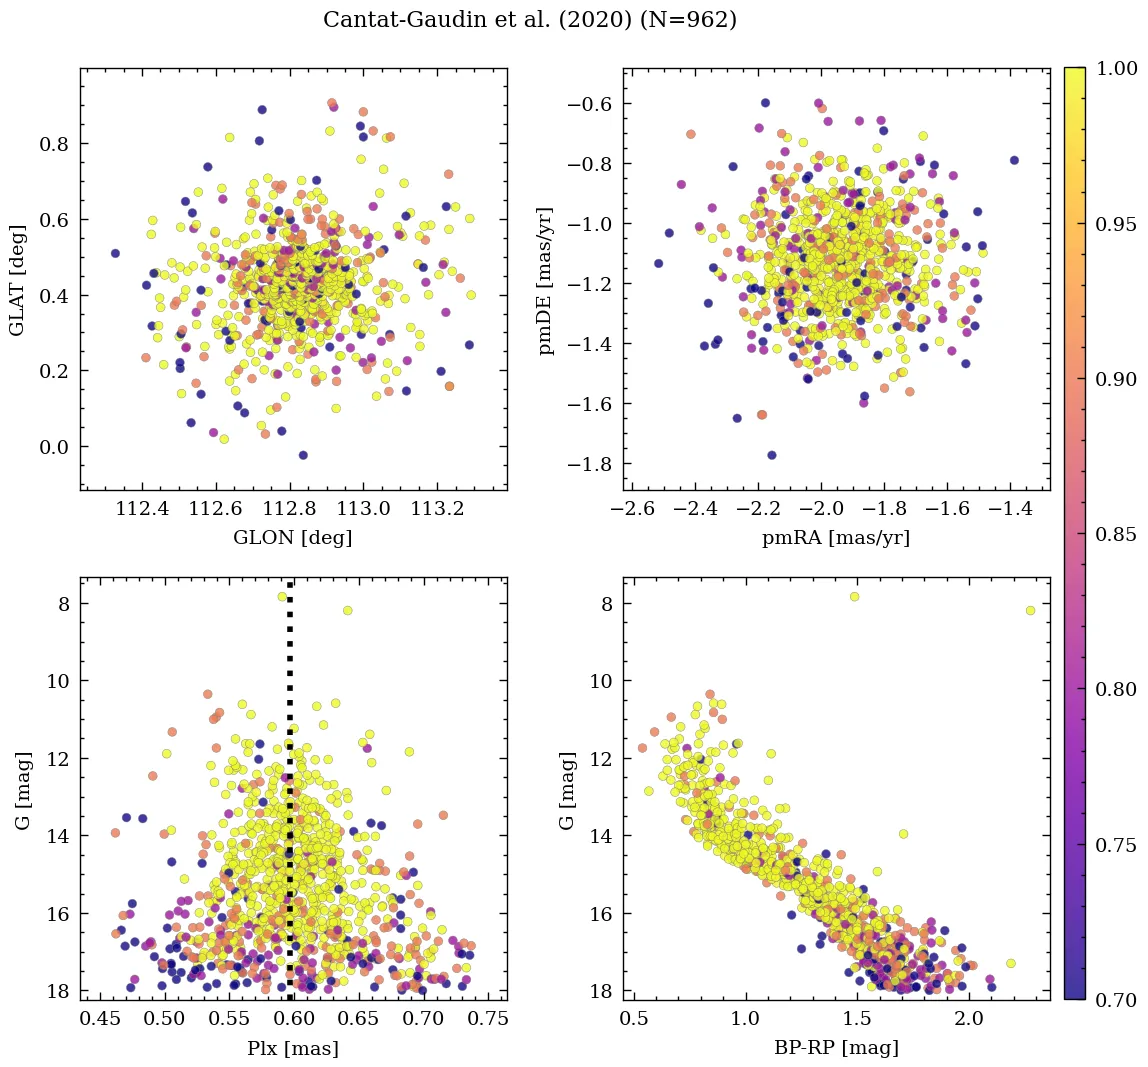 Cantat-Gaudin et al. (2020) (N=962)
GLAT [deg]
0.8
0.6
0.4
0.2
0.0
112.4 112.6 112.8 113.0 113.2
GLON [deg]
pmDE [mas/yr]
−0.6
−0.8
−1.0
−1.2
−1.4
−1.6
−1.8
−2.6 −2.4 −2.2 −2.0 −1.8 −1.6 −1.4
pmRA [mas/yr]
G [mag]
8
10
12
14
16
18
0.45 0.50 0.55 0.60 0.65 0.70 0.75
Plx [mas]
G [mag]
8
10
12
14
16
18
0.5 1.0 1.5 2.0
BP-RP [mag]
1.00
0.95
0.90
0.85
0.80
0.75
0.70